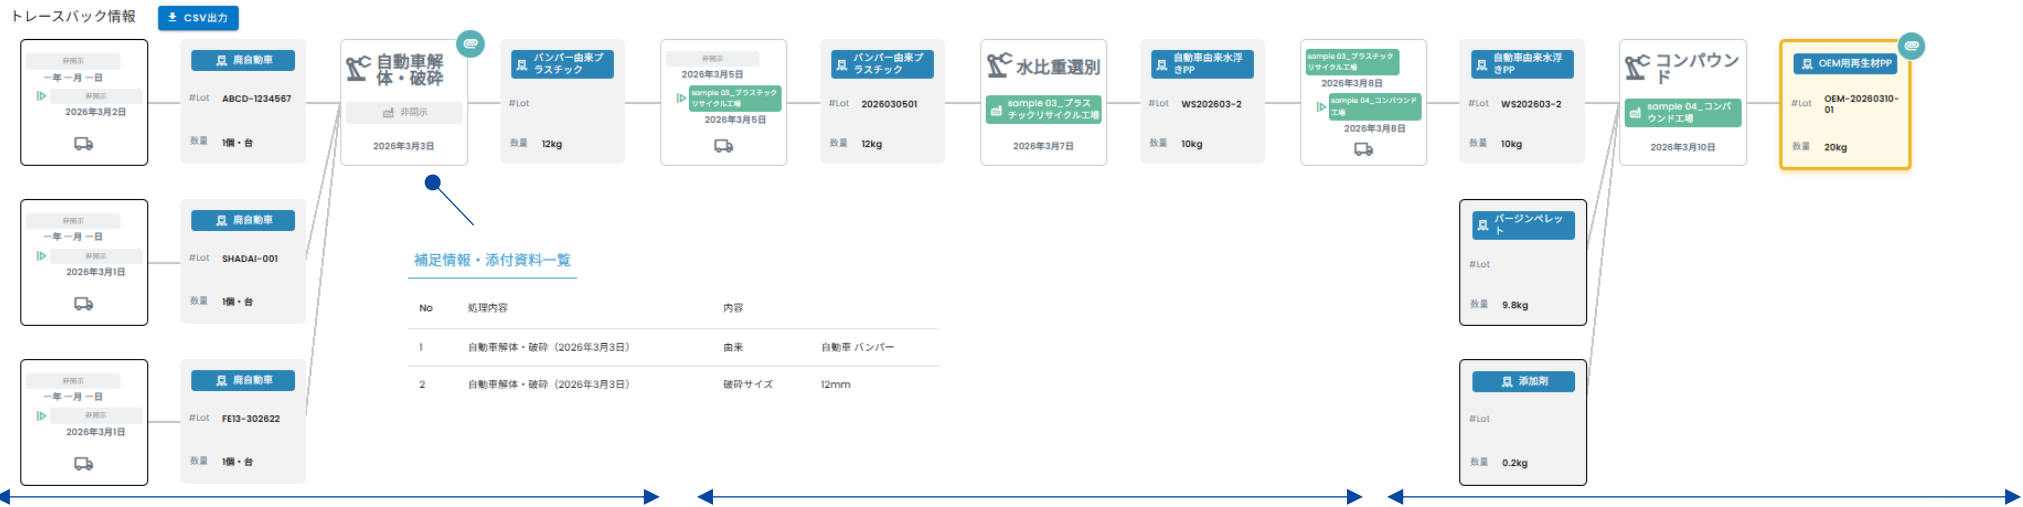 トレースバック情報
CSV出力
非開示
ー年 ー月 ー日
非開示
2026年3月2日
廃自動車
#Lot ABCD-1234567
数量 1個・台
自動車解
体・破砕
非開示
2026年3月3日
バンパー由来プ
ラスチック
#Lot
数量 12kg
非開示
2026年3月5日
sample 03_プラスチック
リサイクル工場
2026年3月5日
バンパー由来プ
ラスチック
#Lot 2026030501
数量 12kg
水比重選別
sample 03_プラス
チックリサイクル工場
2026年3月7日
自動車由来水浮
きPP
#Lot WS202603-2
数量 10kg
sample 03_プラスチック
リサイクル工場
2026年3月8日
sample 04_コンパウンド
工場
2026年3月8日
自動車由来水浮
きPP
#Lot WS202603-2
数量 10kg
コンパウン
ド
sample 04_コンパ
ウンド工場
2026年3月10日
OEM用再生材PP
#Lot OEM-20260310-
01
数量 20kg
非開示
ー年 ー月 ー日
非開示
2026年3月1日
廃自動車
#Lot SHADAI-001
数量 1個・台
バージンペレッ
ト
#Lot
数量 9.8kg
補足情報・添付資料一覧
No 処理内容 内容
1 自動車解体・破砕（2026年3月3日） 由来 自動車 バンパー
2 自動車解体・破砕（2026年3月3日） 破砕サイズ 12mm
非開示
ー年 ー月 ー日
非開示
2026年3月1日
廃自動車
#Lot FE13-302622
数量 1個・台
添加剤
#Lot
数量 0.2kg